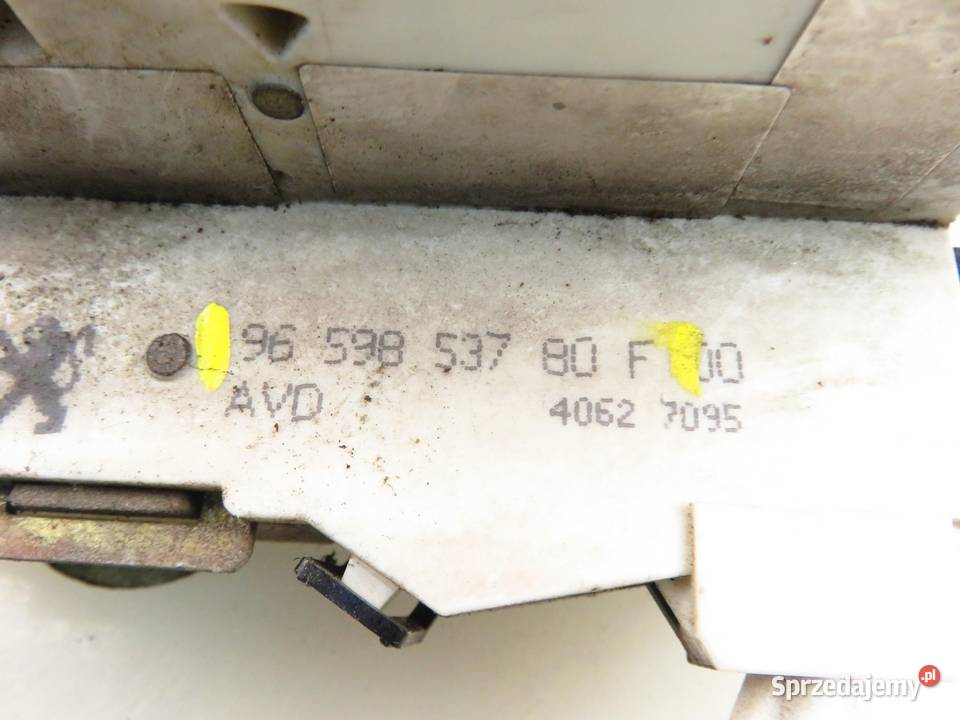 96 598 537 80 F 00
AVD
4062 7095
Sprzedajemy.pl